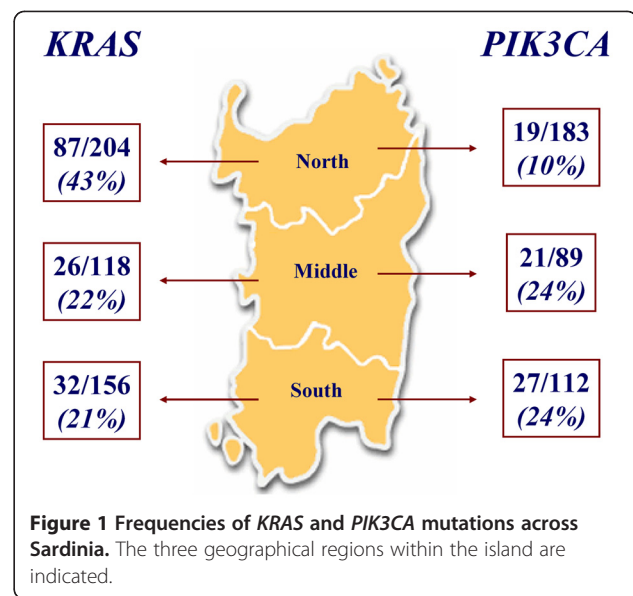 KRAS
PIK3CA
87/204
(43%)
North
19/183
(10%)
26/118
(22%)
Middle
21/89
(24%)
32/156
(21%)
South
27/112
(24%)
Figure 1 Frequencies of KRAS and PIK3CA mutations across
Sardinia. The three geographical regions within the island are
indicated.